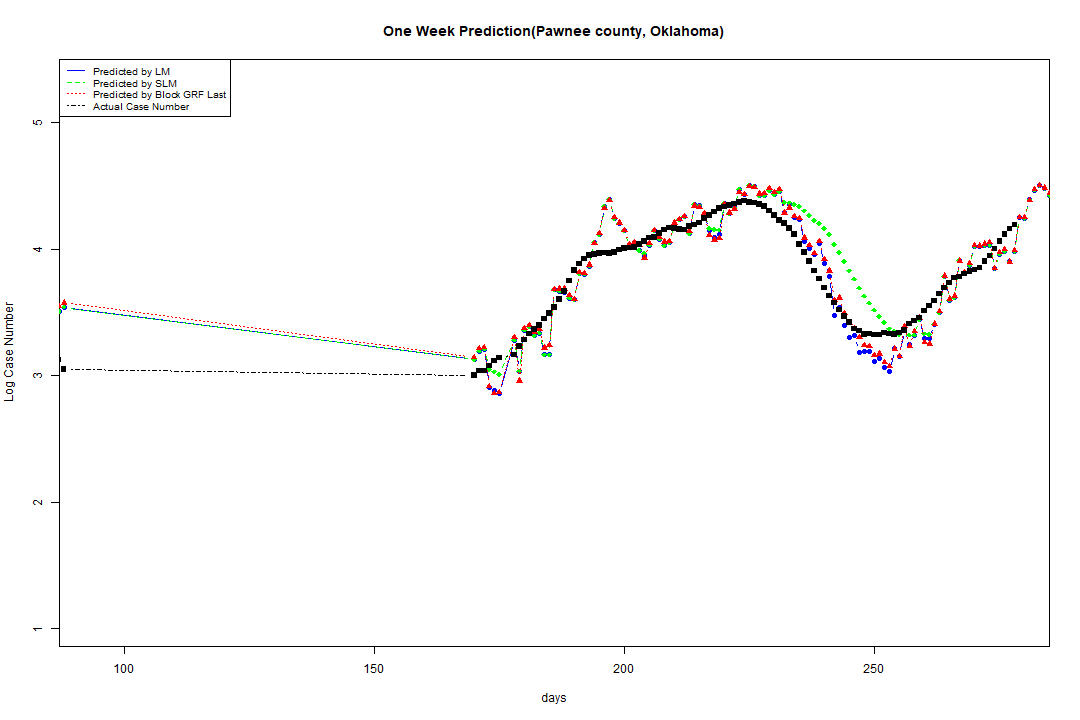 One Week Prediction(Pawnee county, Oklahoma)
Predicted by LM
Predicted by SLM
Predicted by Block GRF Last
Actual Case Number
5
4
3
2
1
Log Case Number
100 150 200 250
days